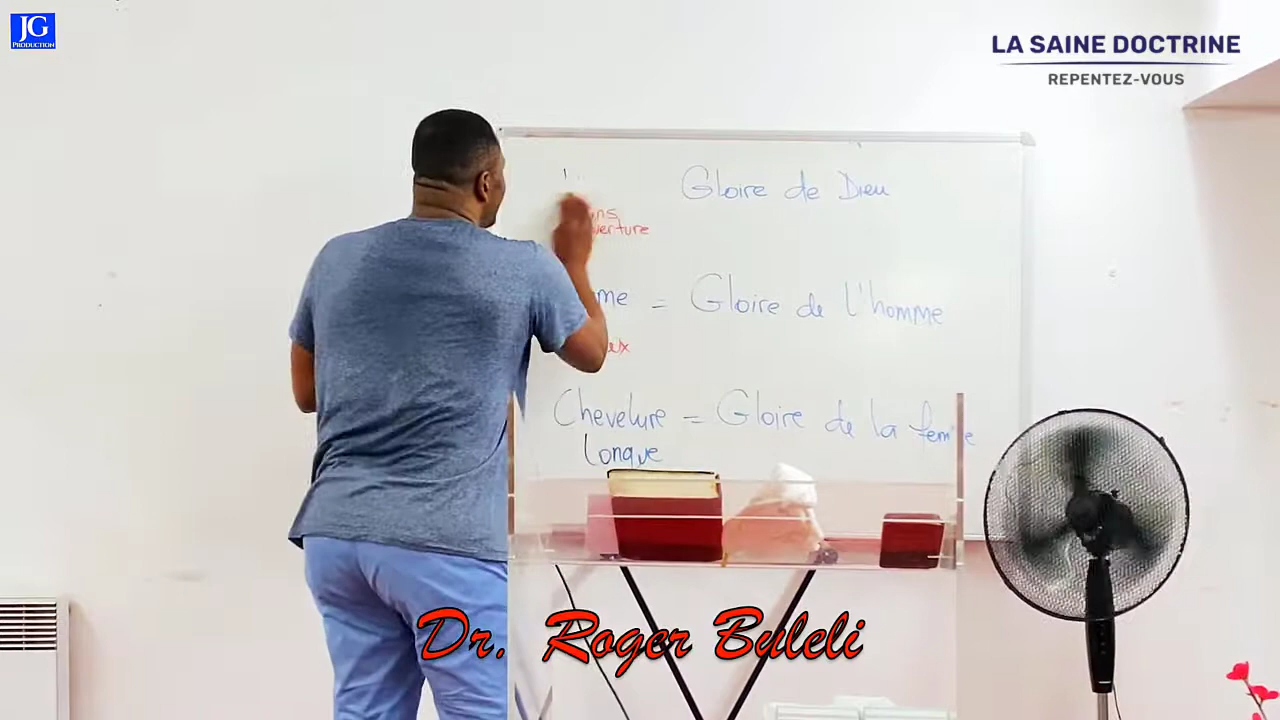 JG
PRODUCTION
LA SAINE DOCTRINE
REPENTEZ-VOUS
Gloire de Dieu
= Gloire de l'homme
Chevelure = Gloire de la femme
longue
Dr. Roger Buleli